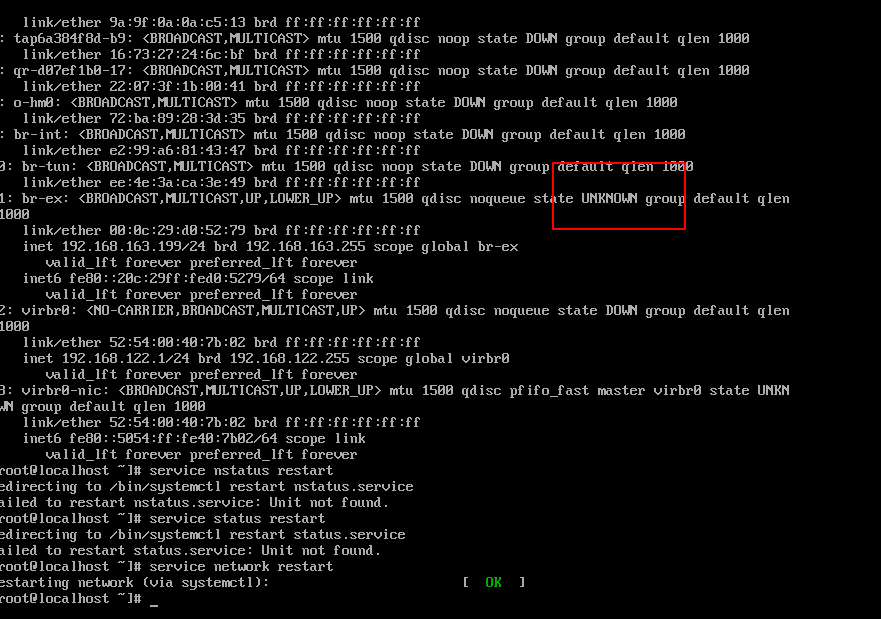 link/ether 9a:9f:0a:0a:c5:13 brd ff:ff:ff:ff:ff:ff
: tap6a384f8d-b9: <BROADCAST,MULTICAST> mtu 1500 qdisc noop state DOWN group default qlen 1000
link/ether 16:73:27:24:6c:bf brd ff:ff:ff:ff:ff:ff
: qr-d07ef1b0-17: <BROADCAST,MULTICAST> mtu 1500 qdisc noop state DOWN group default qlen 1000
link/ether 22:07:3f:1b:00:41 brd ff:ff:ff:ff:ff:ff
: o-hm0: <BROADCAST,MULTICAST> mtu 1500 qdisc noop state DOWN group default qlen 1000
link/ether 72:ba:89:28:3d:35 brd ff:ff:ff:ff:ff:ff
: br-int: <BROADCAST,MULTICAST> mtu 1500 qdisc noop state DOWN group default qlen 1000
link/ether e2:99:a6:81:43:47 brd ff:ff:ff:ff:ff:ff
0: br-tun: <BROADCAST,MULTICAST> mtu 1500 qdisc noop state DOWN group default qlen 1000
link/ether ee:4e:3a:ca:3e:49 brd ff:ff:ff:ff:ff:ff
1: br-ex: <BROADCAST,MULTICAST,UP,LOWER_UP> mtu 1500 qdisc noqueue state UNKNOWN group default qlen
1000
link/ether 00:0c:29:d0:52:79 brd ff:ff:ff:ff:ff:ff
inet 192.168.163.199/24 brd 192.168.163.255 scope global br-ex
valid_lft forever preferred_lft forever
inet6 fe80::20c:29ff:fed0:5279/64 scope link
valid_lft forever preferred_lft forever
2: virbr0: <NO-CARRIER,BROADCAST,MULTICAST,UP> mtu 1500 qdisc noqueue state DOWN group default qlen
1000
link/ether 52:54:00:40:7b:02 brd ff:ff:ff:ff:ff:ff
inet 192.168.122.1/24 brd 192.168.122.255 scope global virbr0
valid_lft forever preferred_lft forever
3: virbr0-nic: <BROADCAST,MULTICAST,UP,LOWER_UP> mtu 1500 qdisc pfifo_fast master virbr0 state UNKN
WN group default qlen 1000
link/ether 52:54:00:40:7b:02 brd ff:ff:ff:ff:ff:ff
inet6 fe80::5054:ff:fe40:7b02/64 scope link
valid_lft forever preferred_lft forever
root@localhost ~]# service nstatus restart
edirecting to /bin/systemctl restart nstatus.service
ailed to restart nstatus.service: Unit not found.
root@localhost ~]# service status restart
edirecting to /bin/systemctl restart status.service
ailed to restart status.service: Unit not found.
root@localhost ~]# service network restart
estarting network (via systemctl): [ OK ]
root@localhost ~]# _